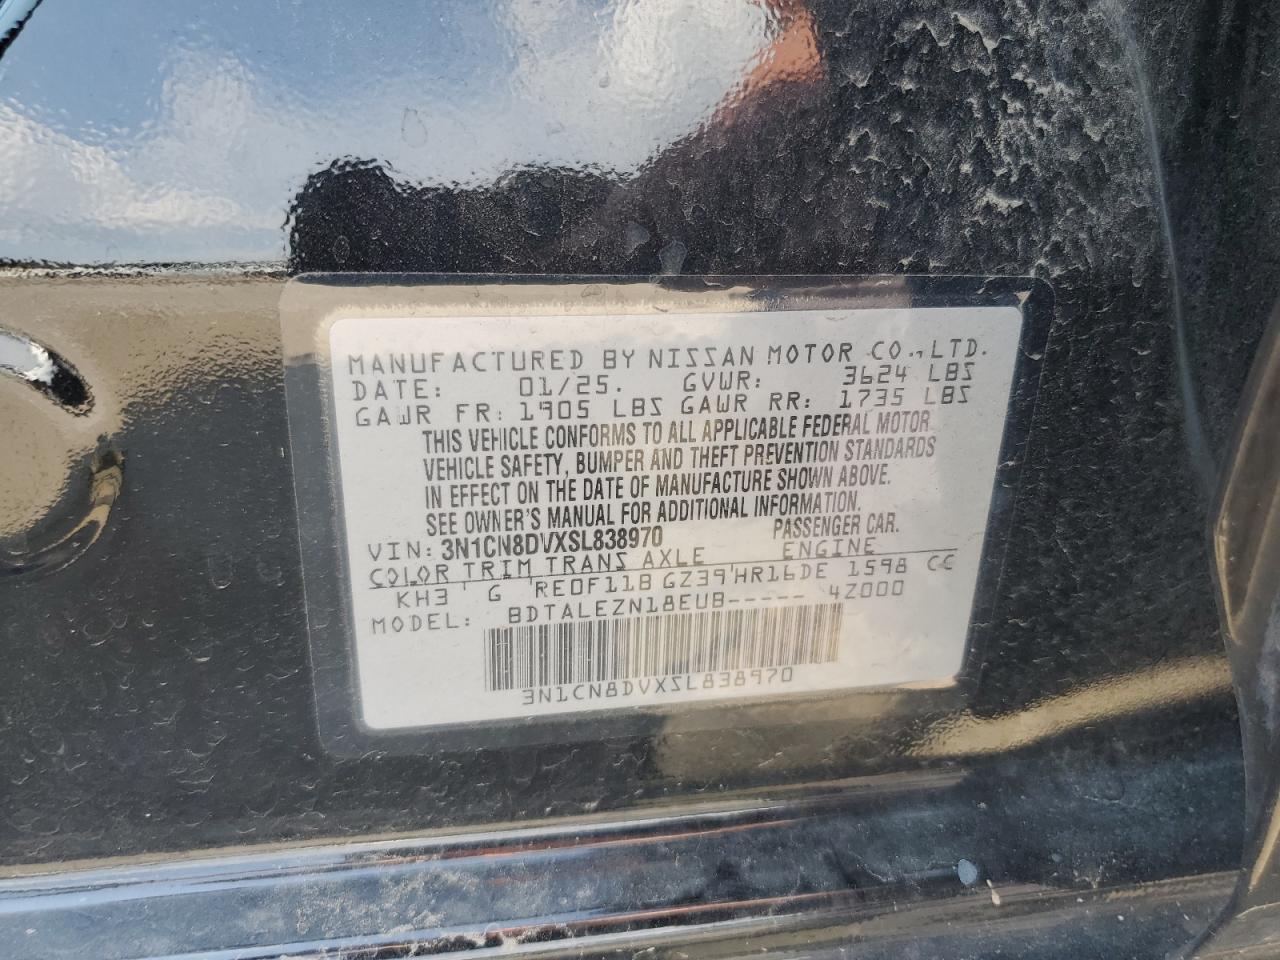 MANUFACTURED BY NISSAN MOTOR CO., LTD.
DATE: 01/25. GVWR: 3624 LBS
GAWR FR: 1905 LBS GAWR RR: 1735 LBS
THIS VEHICLE CONFORMS TO ALL APPLICABLE FEDERAL MOTOR
VEHICLE SAFETY, BUMPER AND THEFT PREVENTION STANDARDS
IN EFFECT ON THE DATE OF MANUFACTURE SHOWN ABOVE.
SEE OWNER'S MANUAL FOR ADDITIONAL INFORMATION.
VIN: 3N1CN8DVXSL838970 PASSENGER CAR.
COLOR TRIM TRANS AXLE ENGINE
KH3 G RE0F11B GZ39 HR16DE 1598 CC
MODEL: BDTALEZN18EUB----- 4Z000
3N1CN8DVXSL838970